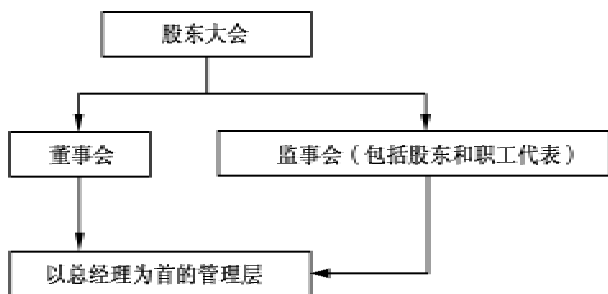 股东大会
董事会
监事会（包括股东和职工代表）
以总经理为首的管理层